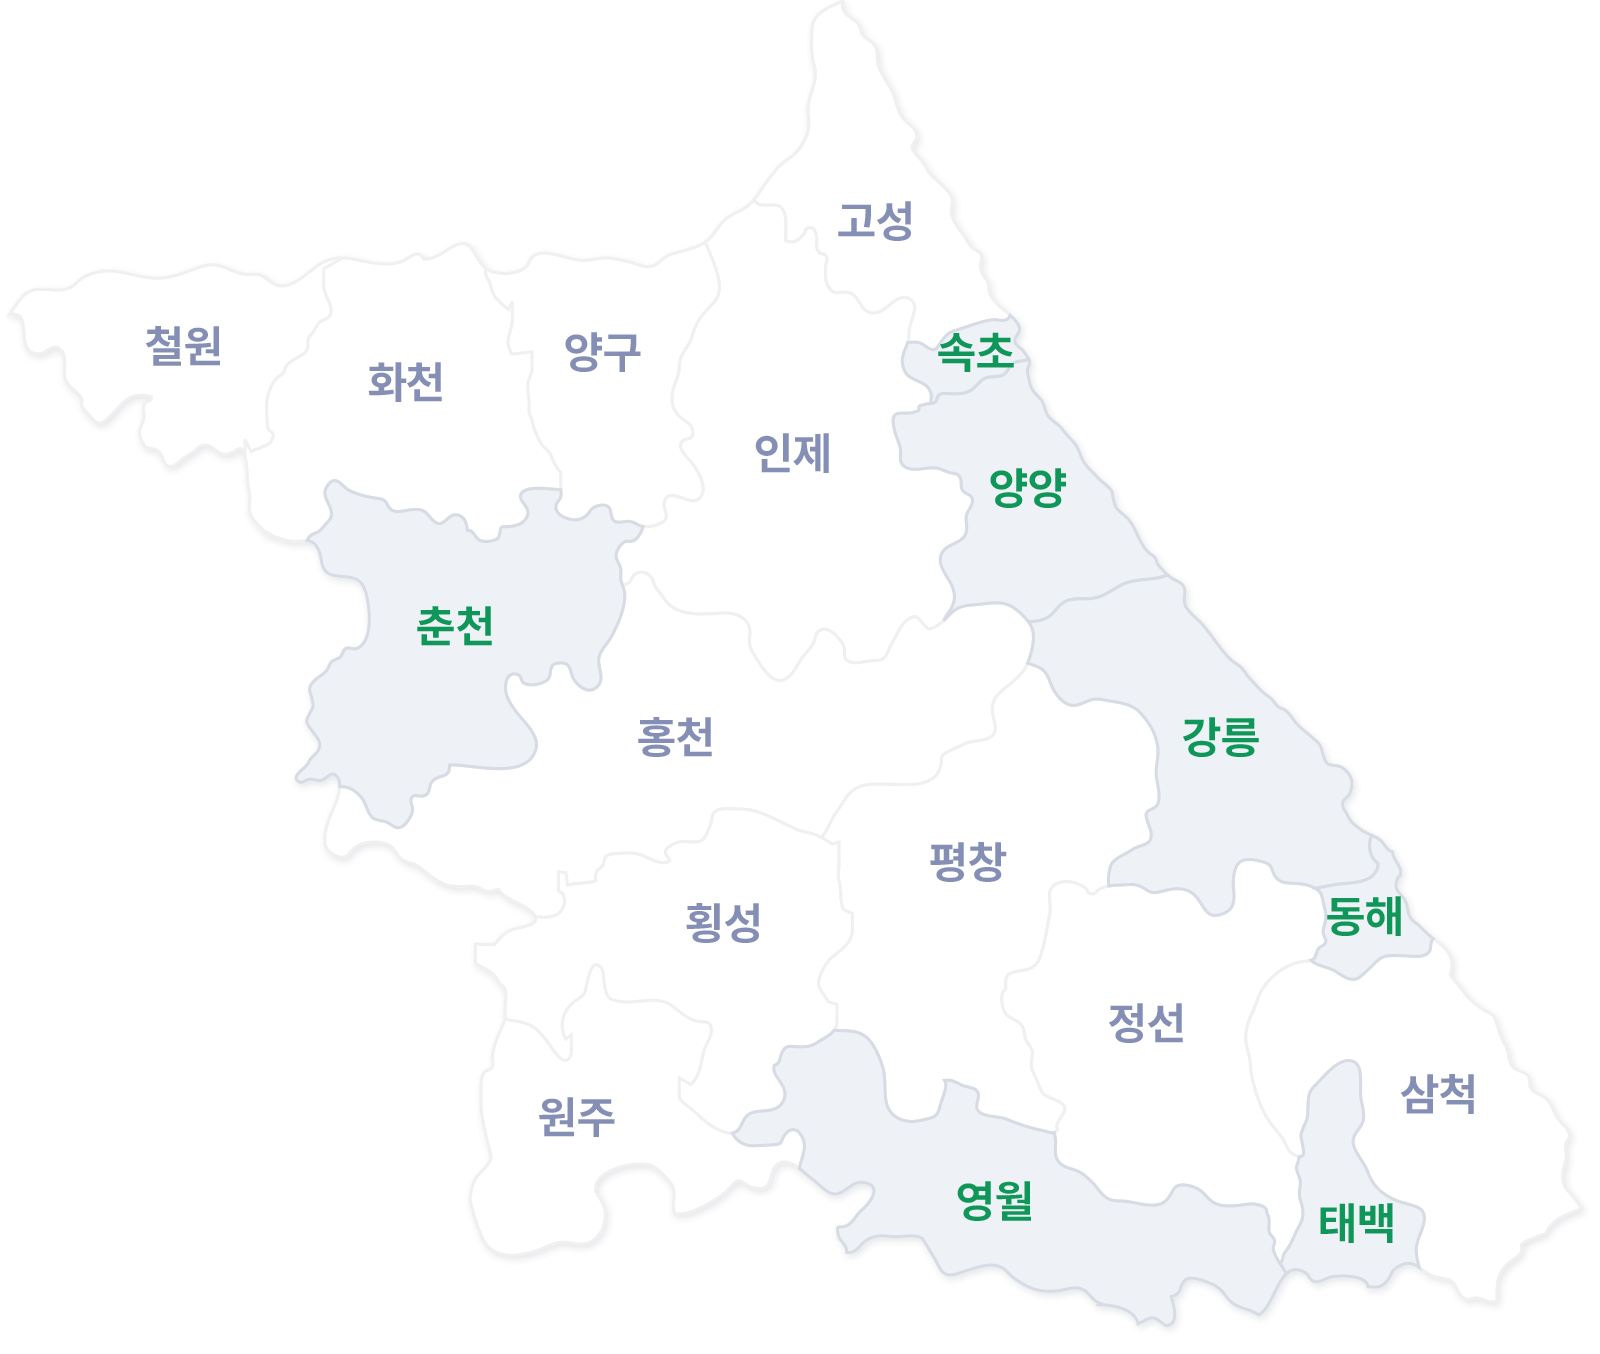 고성
철원
속초
양구
화천
인제
양양
춘천
홍천
강릉
평창
동해
횡성
정선
삼척
원주
영월
태백